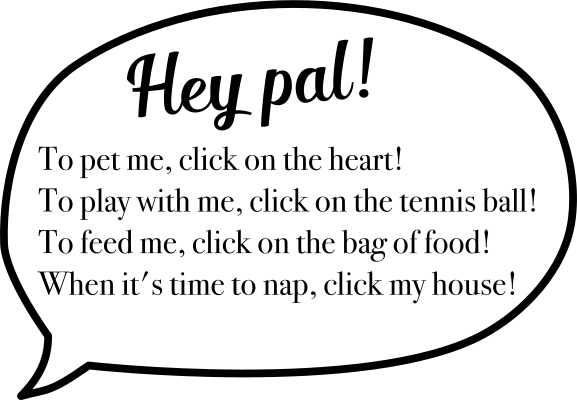 Hey pal!
To pet me, click on the heart!
To play with me, click on the tennis ball!
To feed me, click on the bag of food!
When it's time to nap, click my house!